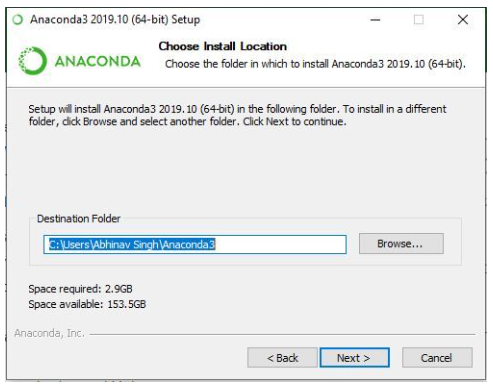 Anaconda3 2019.10 (64-bit) Setup
ANACONDA
Choose Install Location
Choose the folder in which to install Anaconda3 2019.10 (64-bit).
Setup will install Anaconda3 2019.10 (64-bit) in the following folder. To install in a different
folder, click Browse and select another folder. Click Next to continue.
Destination Folder
C:\Users\Abhinav Singh\Anaconda3
Browse...
Space required: 2.9GB
Space available: 153.5GB
Anaconda, Inc.
< Back
Next >
Cancel